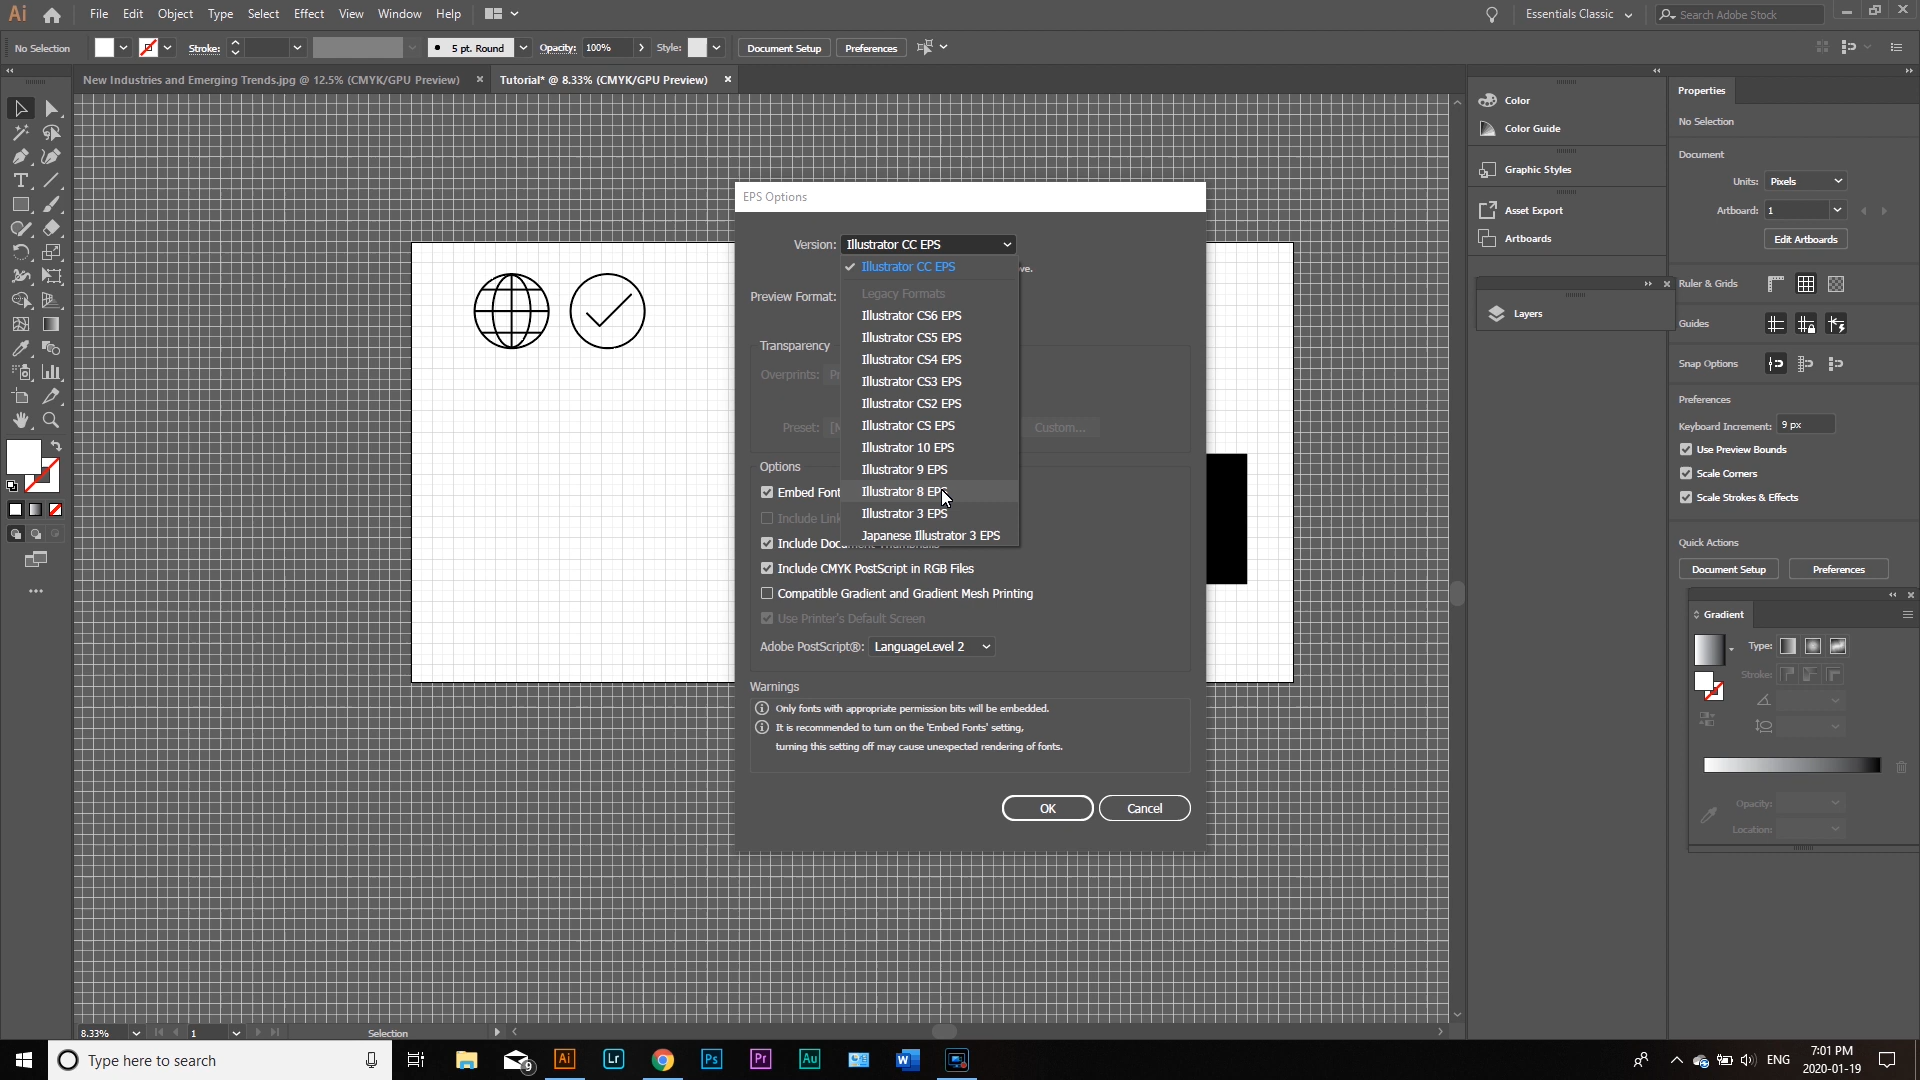 Ai
File Edit Object Type Select Effect View Window Help
Essentials Classic
Search Adobe Stock
No Selection
Stroke:
5 pt. Round
Opacity: 100%
Style:
Document Setup
Preferences
New Industries and Emerging Trends.jpg @ 12.5% (CMYK/GPU Preview)
Tutorial* @ 8.33% (CMYK/GPU Preview)
EPS Options
Version: Illustrator CC EPS
Illustrator CC EPS
ve.
Legacy Formats
Preview Format:
Illustrator CS6 EPS
Illustrator CS5 EPS
Transparency
Illustrator CS4 EPS
Overprints: Pr
Illustrator CS3 EPS
Illustrator CS2 EPS
Preset: [M
Illustrator CS EPS
Custom...
Illustrator 10 EPS
Options
Illustrator 9 EPS
Embed Font
Illustrator 8 EPS
Include Link
Illustrator 3 EPS
Japanese Illustrator 3 EPS
Include Document Thumbnails
Include CMYK PostScript in RGB Files
Compatible Gradient and Gradient Mesh Printing
Use Printer's Default Screen
Adobe PostScript®: LanguageLevel 2
Warnings
Only fonts with appropriate permission bits will be embedded.
It is recommended to turn on the 'Embed Fonts' setting,
turning this setting off may cause unexpected rendering of fonts.
OK
Cancel
Color
Color Guide
Graphic Styles
Asset Export
Artboards
Layers
Properties
No Selection
Document
Units: Pixels
Artboard: 1
Edit Artboards
Ruler & Grids
Guides
Snap Options
Preferences
Keyboard Increment: 9 px
Use Preview Bounds
Scale Corners
Scale Strokes & Effects
Quick Actions
Document Setup
Preferences
Gradient
Type:
Stroke:
Opacity:
Location:
8.33%
1
Selection
Type here to search
9
Ai
Lr
Ps
Pr
Au
W
ENG
7:01 PM
2020-01-19